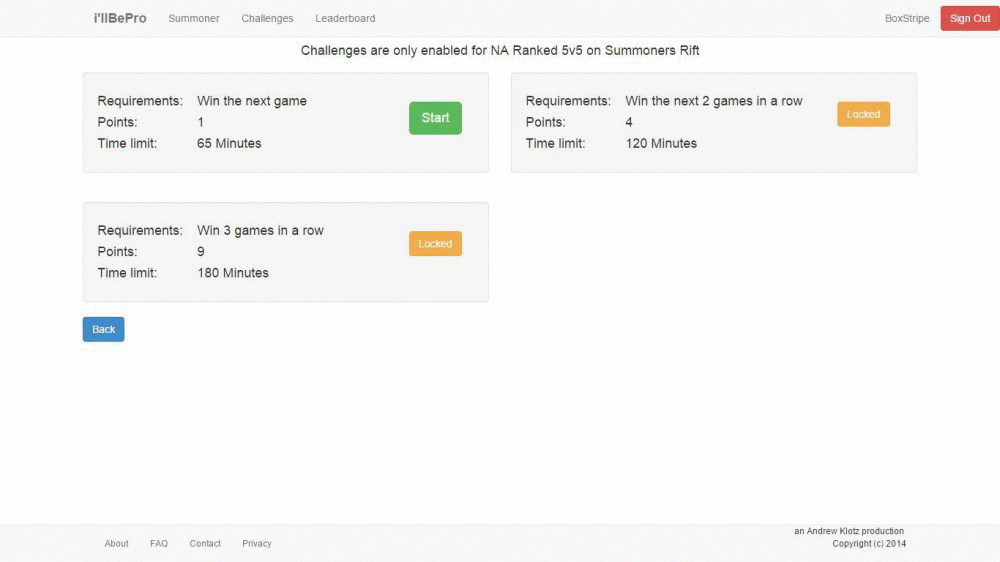 i'llBePro Summoner Challenges Leaderboard BoxStripe Sign Out
Challenges are only enabled for NA Ranked 5v5 on Summoners Rift
Requirements: Win the next game
Points: 1
Time limit: 65 Minutes
Start
Requirements: Win the next 2 games in a row
Points: 4
Time limit: 120 Minutes
Locked
Requirements: Win 3 games in a row
Points: 9
Time limit: 180 Minutes
Locked
Back
About FAQ Contact Privacy
an Andrew Klotz production
Copyright (c) 2014